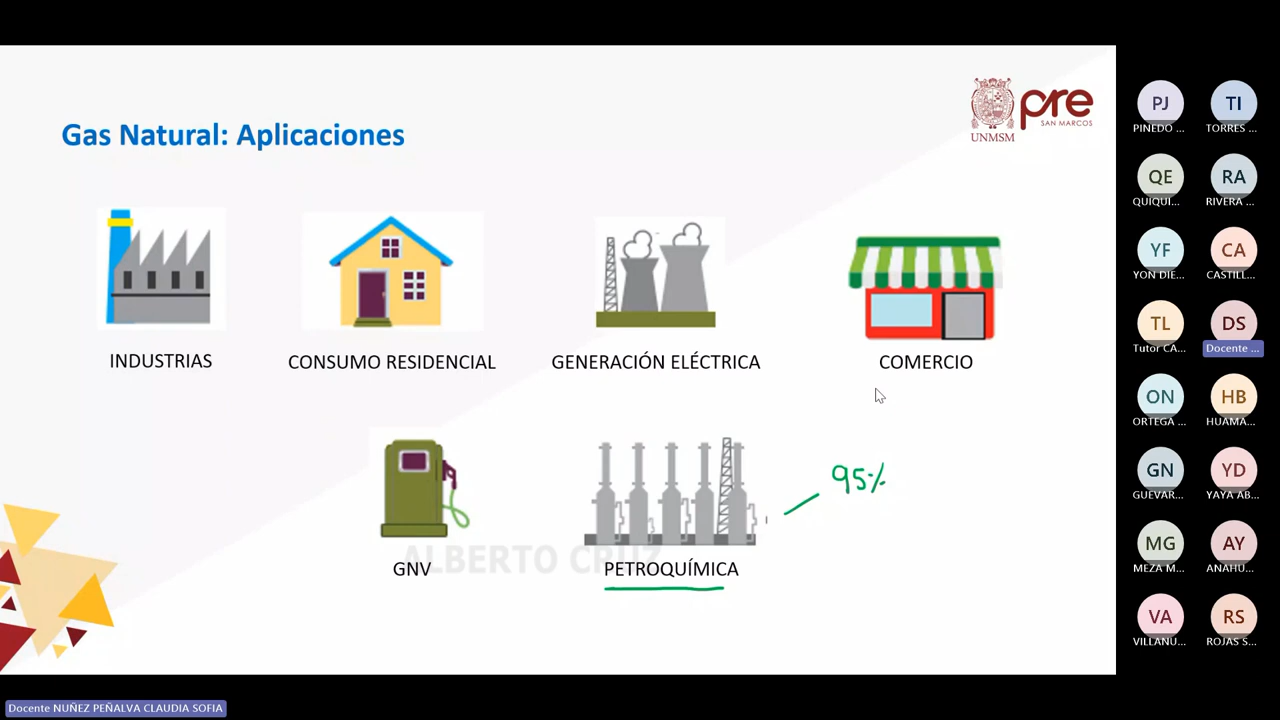 Gas Natural: Aplicaciones
UNMSM
pre
SAN MARCOS
INDUSTRIAS
CONSUMO RESIDENCIAL
GENERACIÓN ELÉCTRICA
COMERCIO
95%
ALBERTO CRUZ
GNV
PETROQUÍMICA
PJ
PINEDO ...
TI
TORRES ...
QE
QUIQUI...
RA
RIVERA ...
YF
YON DIE...
CA
CASTILL...
TL
Tutor CA...
DS
Docente ...
ON
ORTEGA ...
HB
HUAMA...
GN
GUEVAR...
YD
YAYA AB...
MG
MEZA M...
AY
ANAHU...
VA
VILLANU...
RS
ROJAS S...
Docente NUÑEZ PEÑALVA CLAUDIA SOFIA